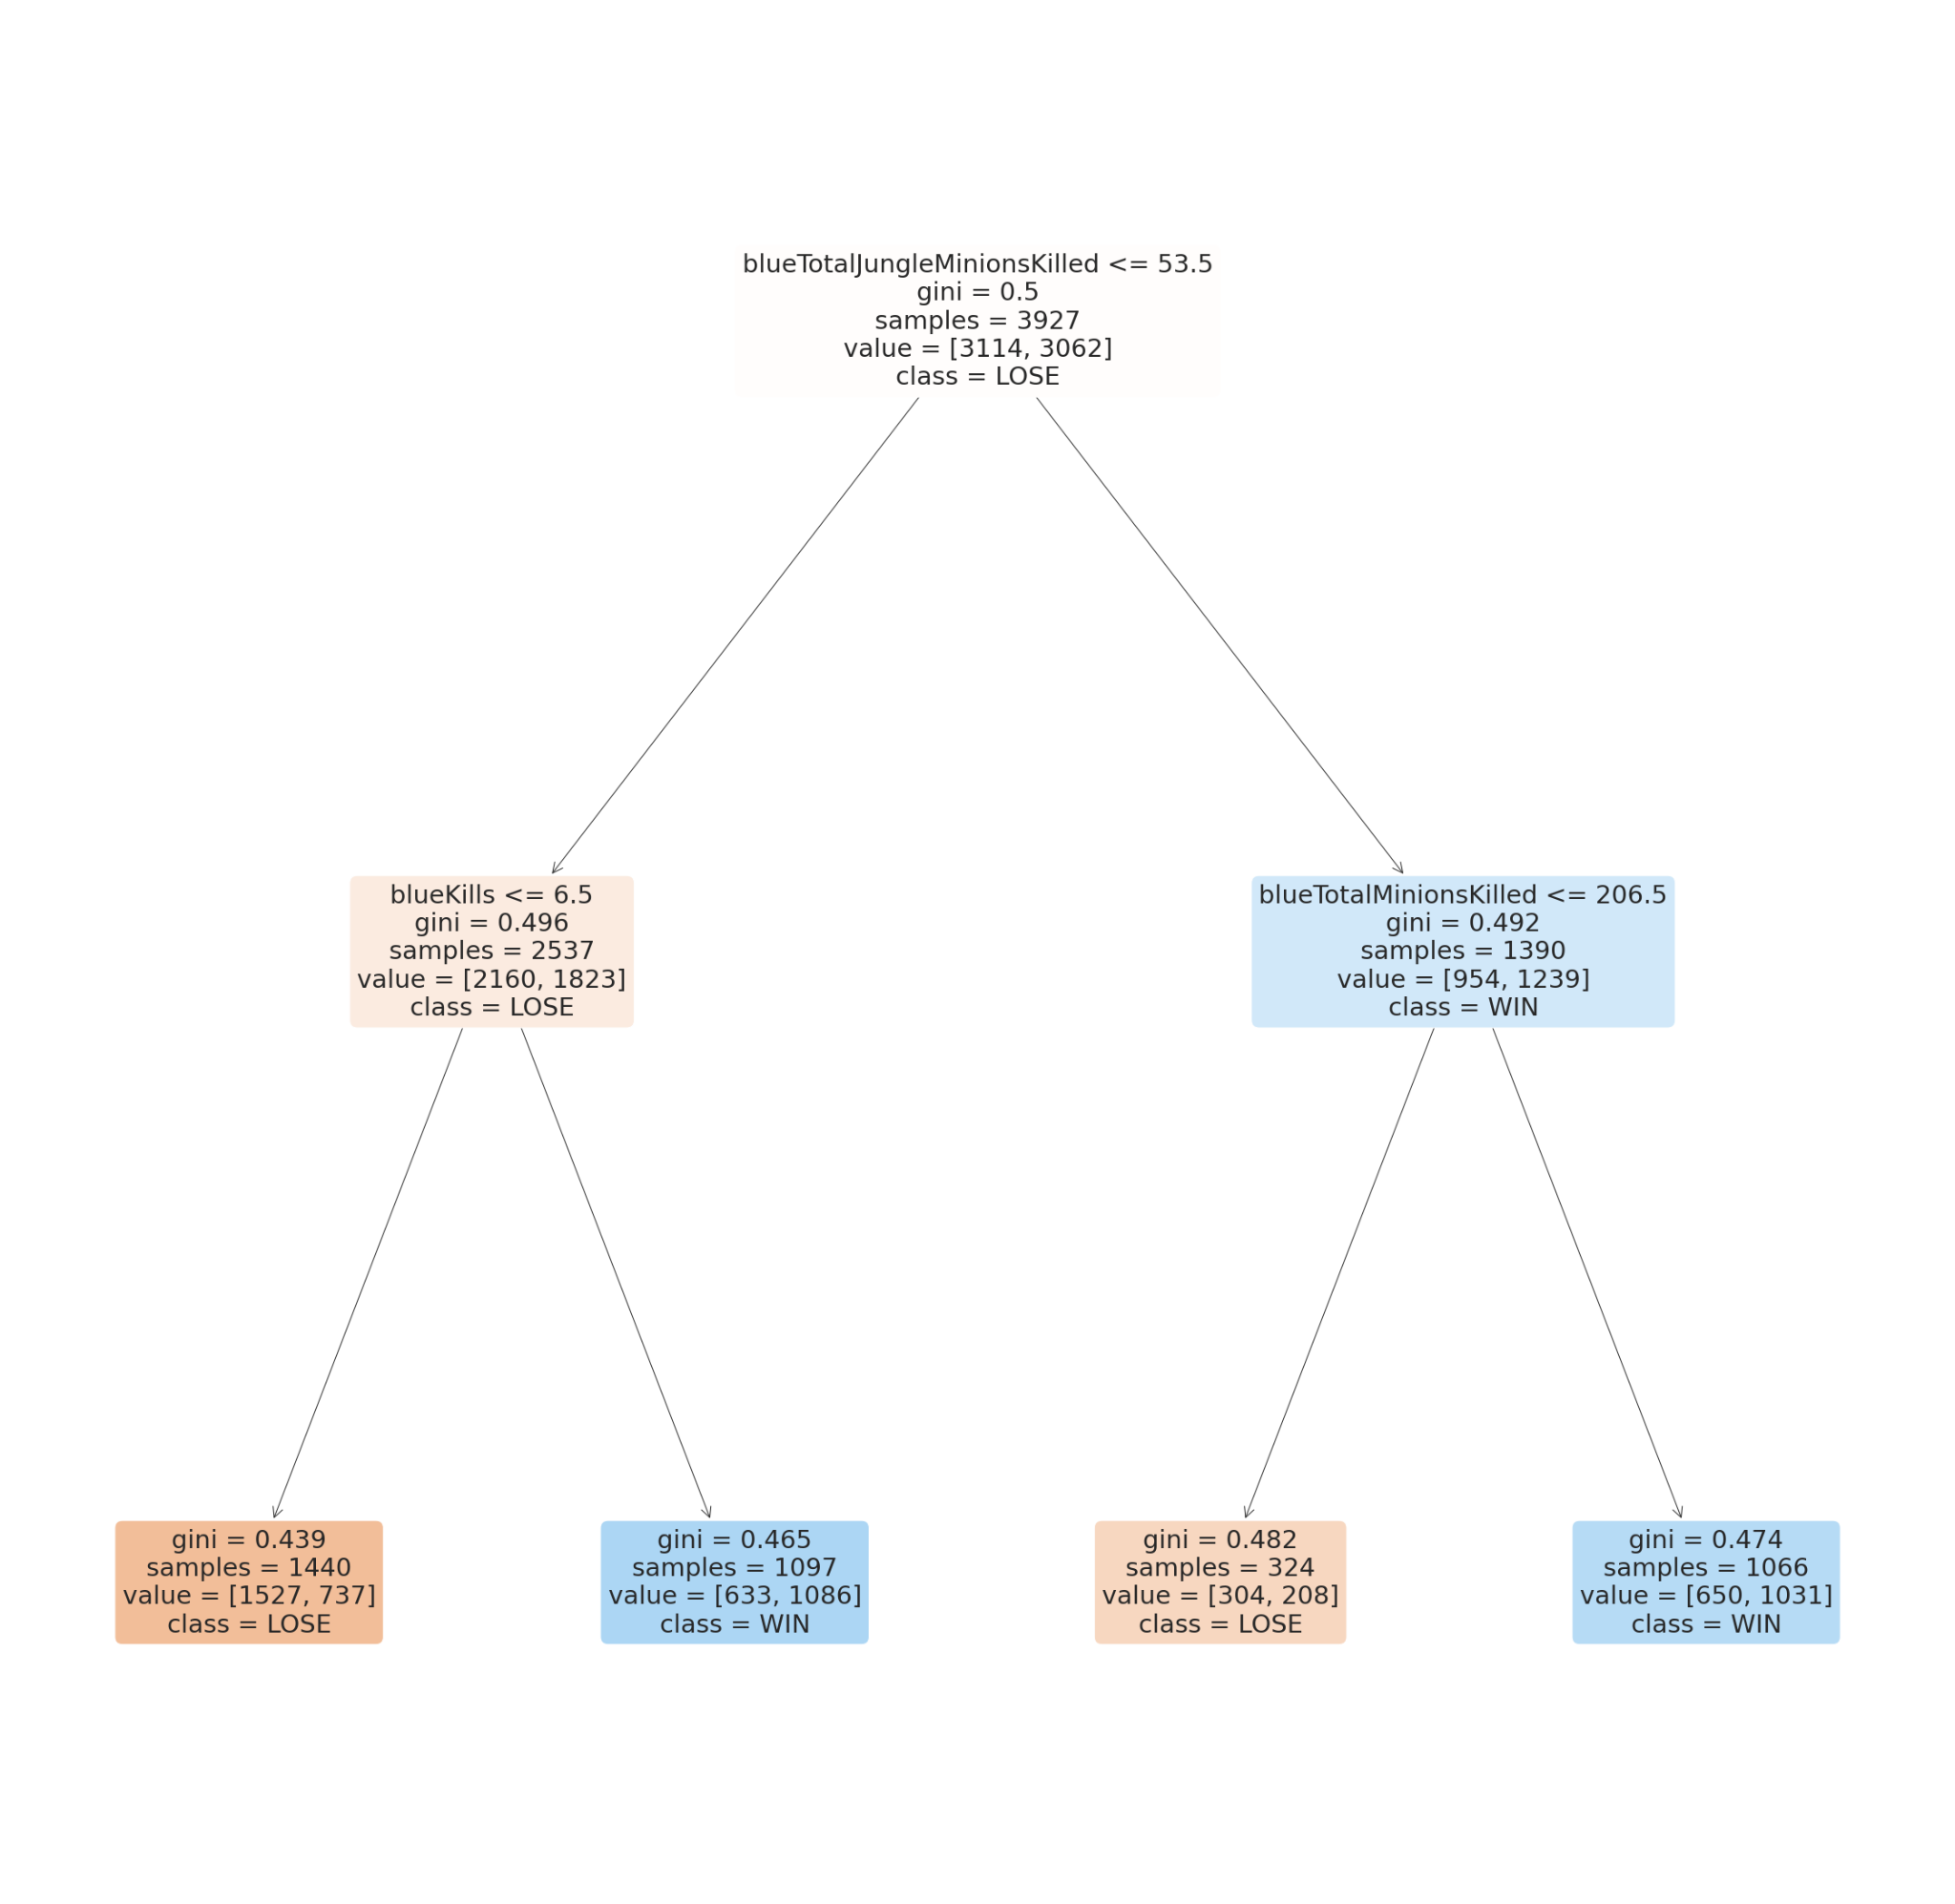 blueTotalJungleMinionsKilled <= 53.5
gini = 0.5
samples = 3927
value = [3114, 3062]
class = LOSE
blueKills <= 6.5
gini = 0.496
samples = 2537
value = [2160, 1823]
class = LOSE
blueTotalMinionsKilled <= 206.5
gini = 0.492
samples = 1390
value = [954, 1239]
class = WIN
gini = 0.439
samples = 1440
value = [1527, 737]
class = LOSE
gini = 0.465
samples = 1097
value = [633, 1086]
class = WIN
gini = 0.482
samples = 324
value = [304, 208]
class = LOSE
gini = 0.474
samples = 1066
value = [650, 1031]
class = WIN